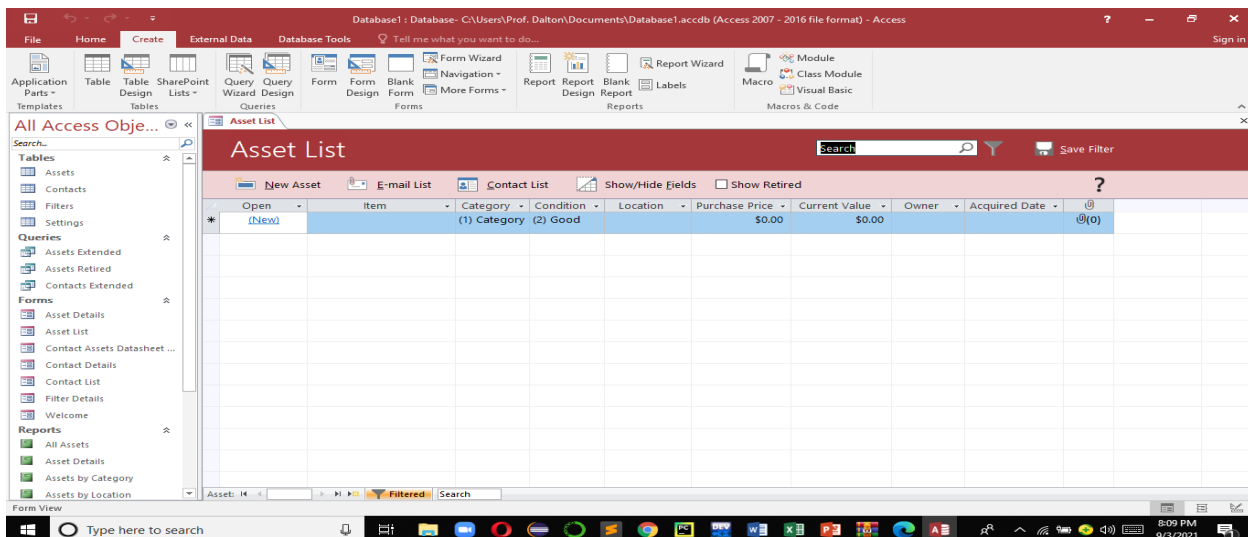 Database1 : Database- C:\Users\Prof. Dalton\Documents\Database1.accdb (Access 2007 - 2016 file format) - Access
File Home Create External Data Database Tools Tell me what you want to do... Sign in
Application Parts
Table
Table Design
SharePoint Lists
Query Wizard
Query Design
Form
Form Design
Blank Form
Form Wizard
Navigation
More Forms
Report
Report Design
Blank Report
Report Wizard
Labels
Macro
Module
Class Module
Visual Basic
Templates Tables Queries Forms Reports Macros & Code
All Access Obje...
Search...
Tables
Assets
Contacts
Filters
Settings
Queries
Assets Extended
Assets Retired
Contacts Extended
Forms
Asset Details
Asset List
Contact Assets Datasheet ...
Contact Details
Contact List
Filter Details
Welcome
Reports
All Assets
Asset Details
Assets by Category
Assets by Location
Asset List
Asset List Search Save Filter
New Asset E-mail List Contact List Show/Hide Fields Show Retired ?
Open Item Category Condition Location Purchase Price Current Value Owner Acquired Date
* (New) (1) Category (2) Good $0.00 $0.00 (0)
Asset: Filtered Search
Form View
Type here to search
8:09 PM
9/3/2021